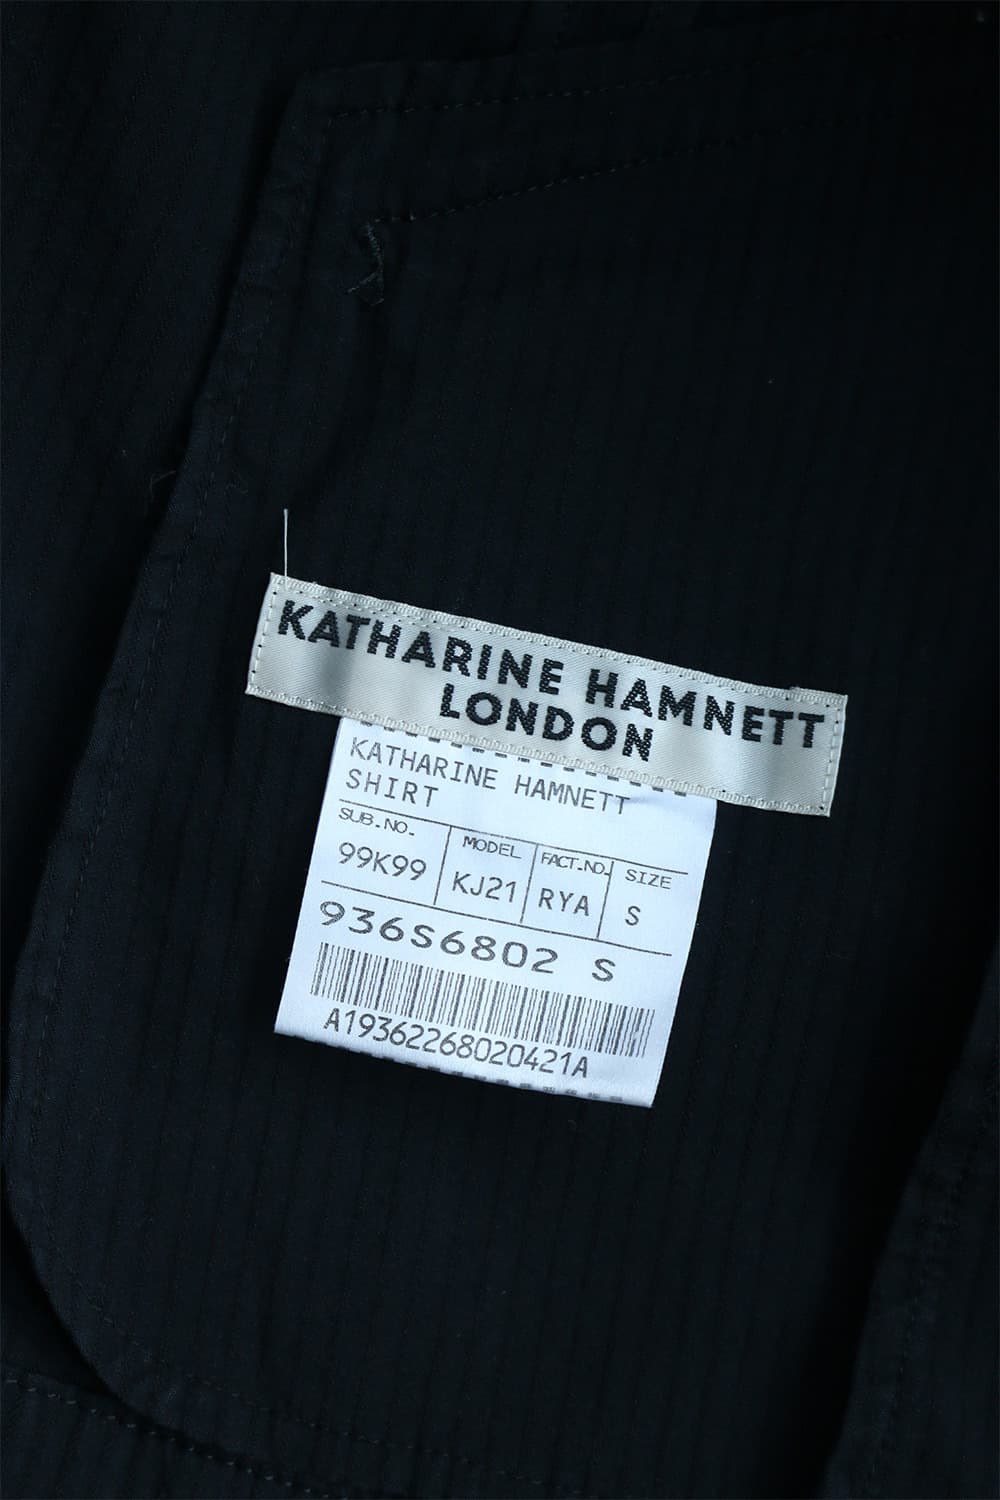 KATHARINE HAMNETT
LONDON
KATHARINE HAMNETT
SHIRT
SUB.NO. MODEL FACT.NO. SIZE
99K99 KJ21 RYA S
936S6802 S
A19362268020421A